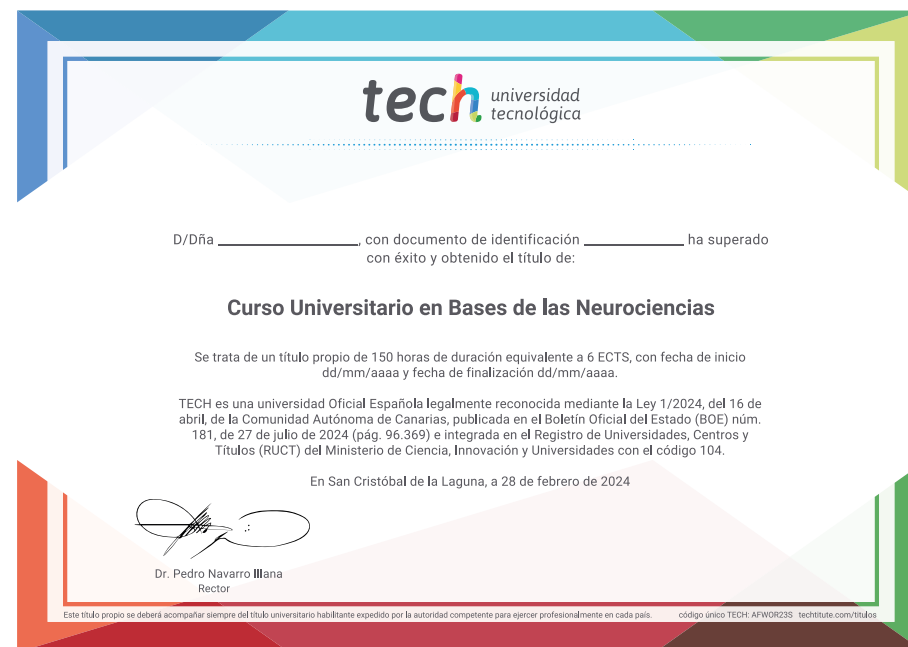 tech universidad
tecnológica
D/Dña ________________, con documento de identificación ____________ ha superado
con éxito y obtenido el título de:
Curso Universitario en Bases de las Neurociencias
Se trata de un título propio de 150 horas de duración equivalente a 6 ECTS, con fecha de inicio
dd/mm/aaaa y fecha de finalización dd/mm/aaaa.
TECH es una universidad Oficial Española legalmente reconocida mediante la Ley 1/2024, del 16 de
abril, de la Comunidad Autónoma de Canarias, publicada en el Boletín Oficial del Estado (BOE) núm.
181, de 27 de julio de 2024 (pág. 96.369) e integrada en el Registro de Universidades, Centros y
Títulos (RUCT) del Ministerio de Ciencia, Innovación y Universidades con el código 104.
En San Cristóbal de la Laguna, a 28 de febrero de 2024
Dr. Pedro Navarro Illana
Rector
Este título propio se deberá acompañar siempre del título universitario habilitante expedido por la autoridad competente para ejercer profesionalmente en cada país. código único TECH: AFWOR23S techtitute.com/titulos